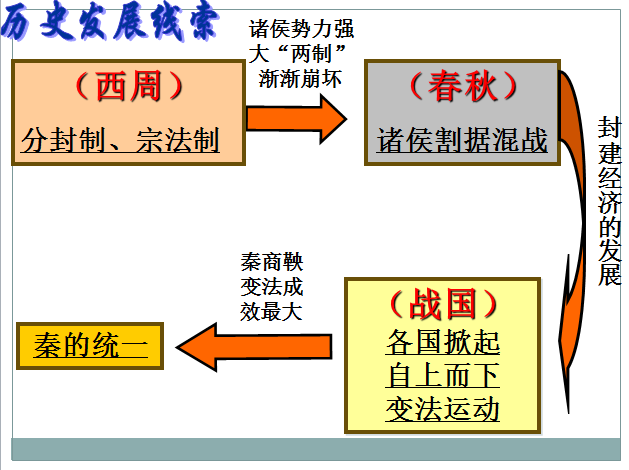 历史发展线索
诸侯势力强
大“两制”
渐渐崩坏
（西周）
分封制、宗法制
（春秋）
诸侯割据混战
封建经济的发展
（战国）
各国掀起
自上而下
变法运动
秦商鞅
变法成
效最大
秦的统一